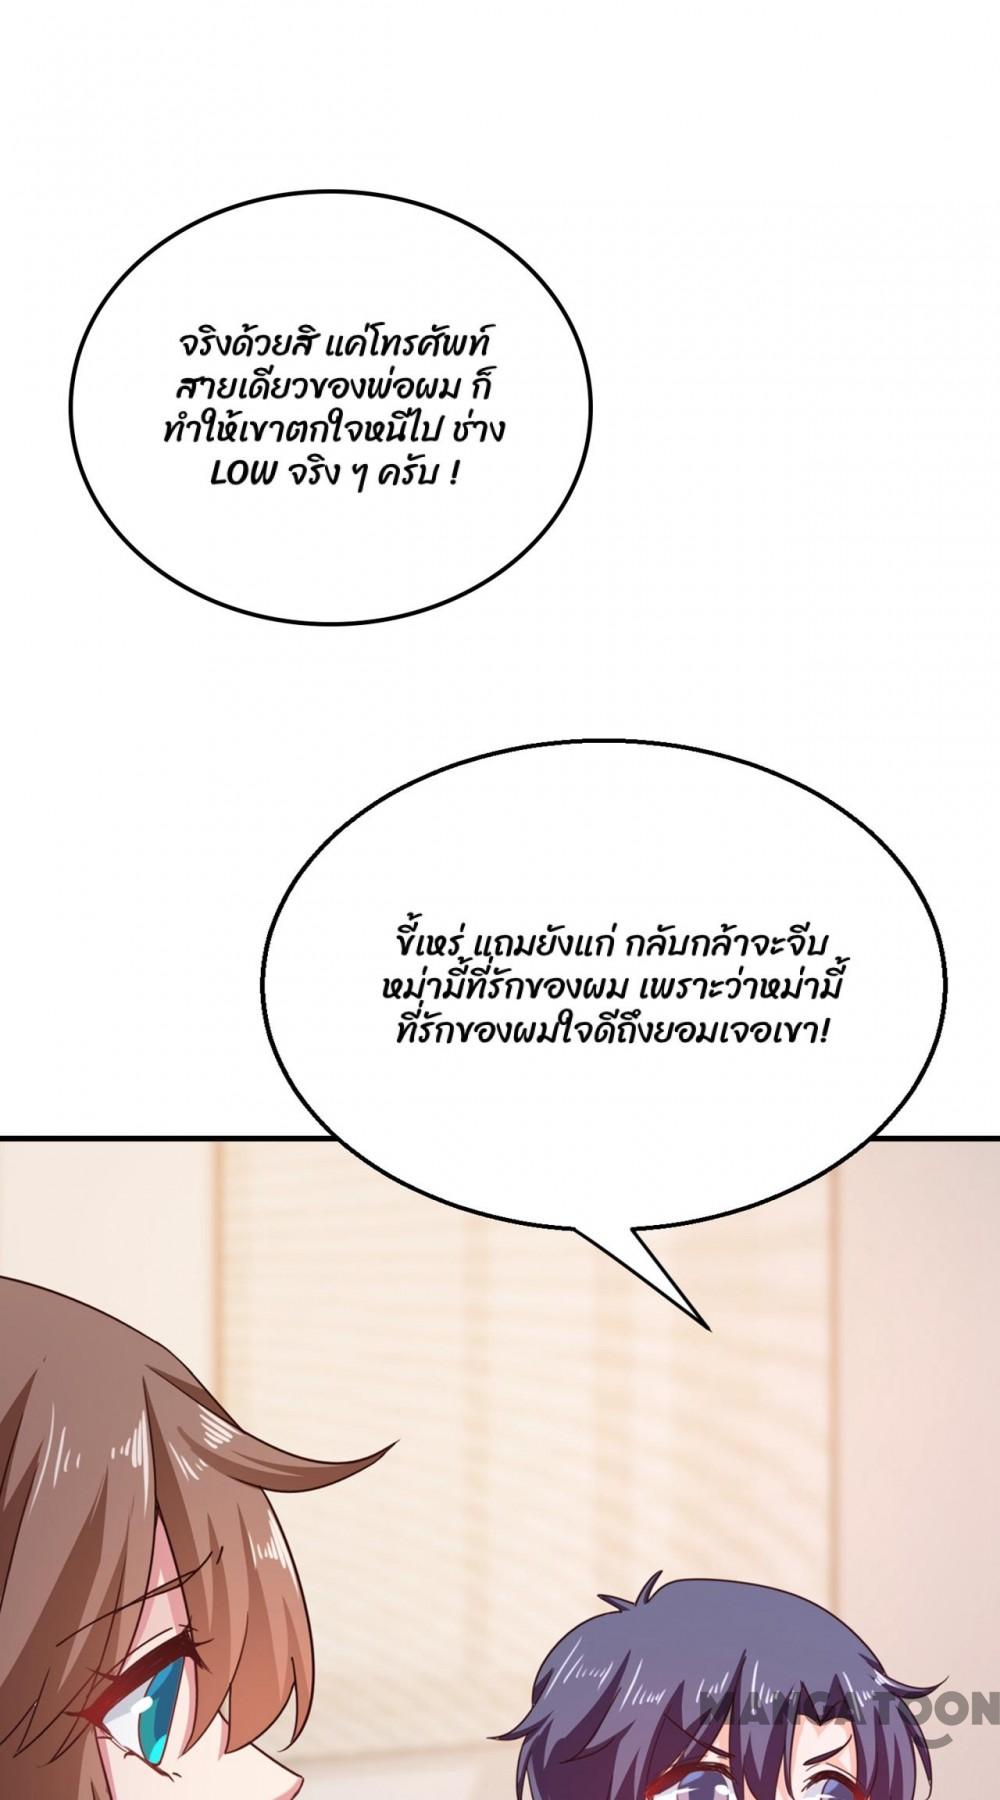 จริงด้วยสิ แค่โทรศัพท์
สายเดียวของพ่อผม ก็
ทำให้เขาตกใจหนีไป ช่าง
LOW จริง ๆ ครับ !
ขี้เหร่ แถมยังแก่ กลับกล้าจะจีบ
หม่ามี้ที่รักของผม เพราะว่าหม่ามี้
ที่รักของผมใจดีถึงยอมเจอเขา!
MANGATOON